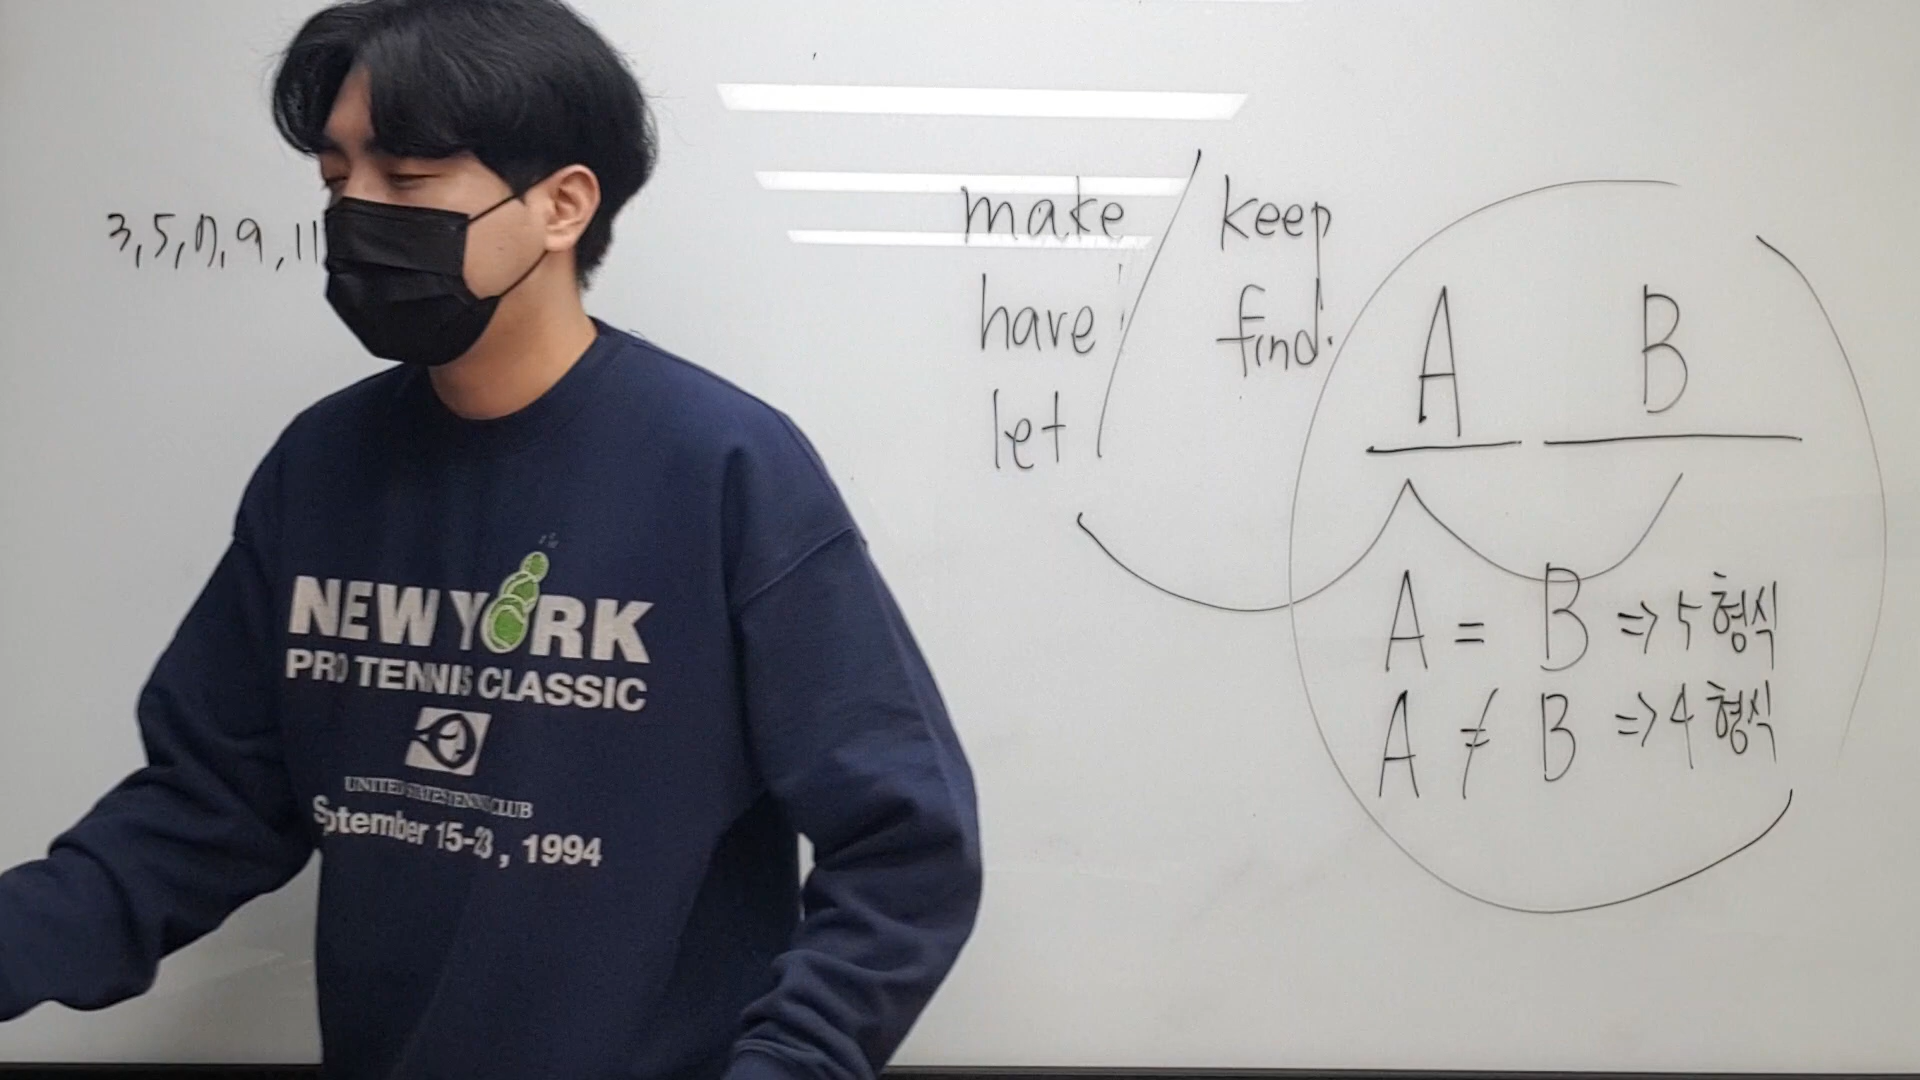 3, 5, 7, 9, 11
make / keep
have find.
let
A B
A = B => 5형식
A ≠ B => 4형식
NEW YORK
PRO TENNIS CLASSIC
UNITED STATES TENNIS CLUB
September 15-23, 1994